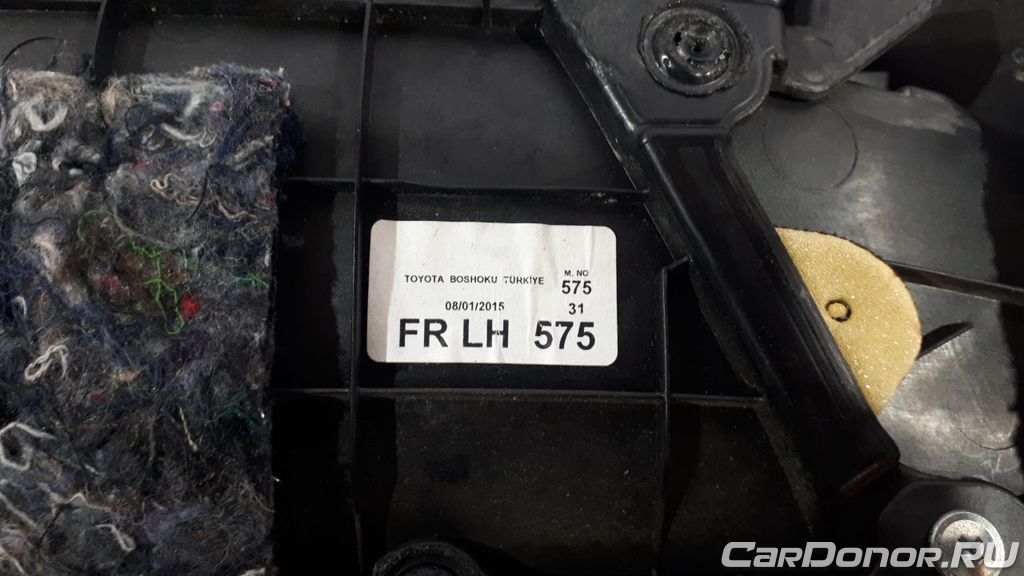 TOYOTA BOSHOKU TÜRKİYE
M. NO
575
08/01/2015 31
FR LH 575
CarDonor.RU